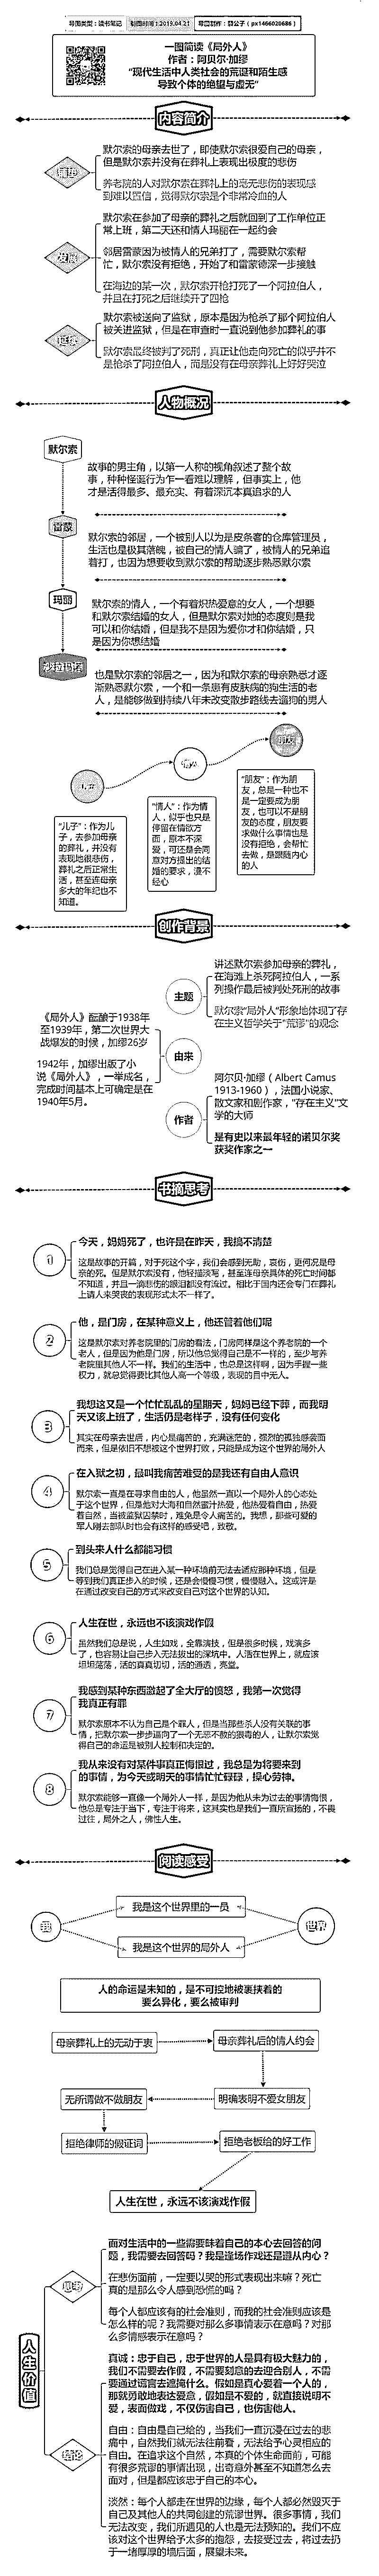 导图类型：读书笔记
制图时间：2019.04.21
一图简读《局外人》
作者：阿贝尔·加缪
“现代生活中人类社会的荒诞和陌生感
导致个体的绝望与虚无”
内容简介
默尔索的母亲去世了，即使默尔索很爱自己的母亲，
但是默尔索并没有在葬礼上表现出极度的悲伤
养老院的人对默尔索在葬礼上的毫无悲伤的表现感
到难以置信，觉得默尔索是个非常冷血的人
发展
默尔索在参加了母亲的葬礼之后就回到了工作单位正
常上班，第二天还和情人玛丽在一起约会
邻居雷蒙因为被情人的兄弟打了，需要默尔索帮
忙，默尔索没有拒绝，开始了和雷蒙德深一步接触
在海边的某一次，默尔索开枪打死了一个阿拉伯人，
并且在打死之后继续开了四枪
默尔索被送向了监狱，原本是因为枪杀了那个阿拉伯人
被关进监狱，但是在审查时一直说到他参加葬礼的事
默尔索最终被判了死刑，真正让他走向死亡的似乎并不
是枪杀了阿拉伯人，而是没有在母亲葬礼上好好哭泣
人物概况
默尔索
故事的男主角，以第一人称的视角叙述了整个故
事，种种怪诞行为乍一看难以理解，但事实上，他
才是活得最多、最充实、有着深沉本真追求的人
雷蒙
默尔索的邻居，一个被别人以为是皮条客的仓库管理员，
生活也是极其落魄，被自己的情人骗了，被情人的兄弟追
着打，也因为想要收到默尔索的帮助逐步熟悉默尔索
玛丽
默尔索的情人，一个有着炽热爱意的女人，一个想要
和默尔索结婚的女人，但是默尔索对她的态度则是我
可以和你结婚，但是我不是因为爱你才和你结婚，只
是因为你想结婚
沙拉玛诺
也是默尔索的邻居之一，因为和默尔索的母亲熟悉才逐
渐熟悉默尔索，一个和一条患有皮肤病的狗生活的老
人，是能够做到持续八年未改变散步路线去遛狗的男人
“儿子”：作为儿
子，去参加母亲
的葬礼，并没有
表现地很悲伤，
葬礼之后正常生
活，甚至连母亲
多大的年纪也不
知道。
“情人”：作为情
人，似乎也只是
停留在情欲方
面，原本不深
爱，可还是会同
意对方提出的结
婚的要求，漫不
经心
“朋友”：作为朋
友，总是一种也不
是一定要成为朋
友，也可以不是朋
友的态度，朋友要
求做什么事情也是
没有拒绝，会帮忙
去做，是跟随内心
的人
创作背景
主题
讲述默尔索参加母亲的葬礼，
在海滩上杀死阿拉伯人，一系
列操作最后被判处死刑的故事
默尔索“局外人”形象地体现了存
在主义哲学关于“荒谬”的观念
由来
《局外人》酝酿于1938年
至1939年，第二次世界大
战爆发的时候，加缪26岁
1942年，加缪出版了小
说《局外人》，一举成名，
完成时间基本上可确定是在
1940年5月。
作者
阿尔贝·加缪（Albert Camus
1913-1960），法国小说家、
散文家和剧作家，“存在主义”文
学的大师
是有史以来最年轻的诺贝尔奖
获奖作家之一
书摘思考
1
今天，妈妈死了，也许是在昨天，我搞不清楚
这是故事的开篇，对于死这个字，我们会感到无助，哀伤，更何况是母
亲的死。但是默尔索没有，他轻描淡写，甚至连母亲具体的死亡时间都
不知道，并且一滴悲伤的眼泪都没有流过。相比于国内还会专门在葬礼
上请人来哭丧的表现形式太不一样了。
2
他，是门房，在某种意义上，他还管着他们呢
这是默尔索对养老院里的门房的看法，门房同样是这个养老院的一个
老人，但是因为他是门房，所以他总觉得自己是不一样的，至少与养
老院里其他人不一样。我们的生活中，也总是这样啊，因为手握一些
权力，就总觉得要比其他人高一个等级，表现的目中无人。
3
我想这又是一个忙忙乱乱的星期天，妈妈已经下葬，而我明
天又该上班了，生活仍是老样子，没有任何变化
其实在母亲去世后，内心是痛苦的，充满迷茫的，强烈的孤独感袭面
而来，但是依旧不想被这个世界打败，只能是成为这个世界的局外人
4
在入狱之初，最叫我痛苦难受的是我还有自由人意识
默尔索一直是在寻求自由的人，他虽然一直以一个局外人的心态处
于这个世界，但是他对大海和自然蜜汁热爱，他热爱着自由，热爱
着自然，当被监狱囚禁时，难免是令人痛苦的。我想，那些可爱的
军人刚去部队时也会有这样的感受吧，致敬。
5
到头来人什么都能习惯
我们总是觉得自己在进入某一种环境前无法去适应那种环境，但是
等到我们真正步入的时候，还是会慢慢习惯，慢慢融入。这或许是
在通过改变自己的方式来改变自己对这个世界的认知。
6
人生在世，永远也不该演戏作假
虽然我们总是说，人生如戏，全靠演技，但是很多时候，戏演多
了，也容易让自己步入无法拔出的深坑中。人活在世界上，就应该
坦坦荡荡，活的真真切切，活的通透，亮堂。
7
我感到某种东西激起了全大厅的愤怒，我第一次觉得
我真正有罪
默尔索原本不认为自己是个罪人，但是当那些杀人没有关联的事
情，把默尔索一步步逼向了一个无恶不赦的狠毒的人，让默尔索觉
得自己的命运是被别人控制和决定的。
8
我从来没有对某件事真正悔恨过，我总是为将要来到
的事情，为今天或明天的事情忙忙碌碌，操心劳神。
默尔索能够一直像一个局外人一样，是因为他从未为过去的事情悔恨，
他总是专注于当下，专注于将来，这其实也是我们一直所宣扬的，不畏
过往，局外之人，佛性人生。
阅读感受
我
我是这个世界里的一员
我是这个世界的局外人
世界
人的命运是未知的，是不可控地被裹挟着的
要么异化，要么被审判
母亲葬礼上的无动于衷
母亲葬礼后的情人约会
无所谓做不做朋友
明确表明不爱女朋友
拒绝律师的假证词
拒绝老板给的好工作
人生在世，永远不该演戏作假
人生价值
思考
面对生活中的一些需要昧着自己的本心去回答的问
题，我需要去回答吗？我是逢场作戏还是遵从内心？
在悲伤面前，一定要以哭的形式表现出来嘛？死亡
真的是那么令人感到恐慌的吗？
每个人都应该有的社会准则，而我的社会准则应该是
怎么样的呢？我需要对那么多事情表示在意吗？对那
么多情感表示在意吗？
结论
真诚：忠于自己，忠于世界的人是具有极大魅力的，
我们不需要去作假，不需要刻意的去迎合别人，不需
要通过谎言去遮掩什么。假如是真心爱着一个人的，
那就勇敢地表达爱意，假如是不爱的，就直接说明不
爱，表面做戏，不仅伤害自己，也伤害他人。
自由：自由是自己给的，当我们一直沉浸在过去的悲
痛中，自然我们就无法往前看，无法给予心灵相应的
自由。在追求这个自然，本真的个体生命面前，可能
有很多荒谬的事情出现，出奇意外甚至不知道怎么去
面对，但是都应该忠于自己的本心。
淡然：每个人都走在世界的边缘，每个人都必然毁灭于
自己及其他人的共同创建的荒谬世界。很多事情，我们
无法改变，我们所遇见的人也是无法预知的。我们不应
该对这个世界给予太多的抱怨，去接受过去，将过去扔
于一堵厚厚的墙后面，展望未来。